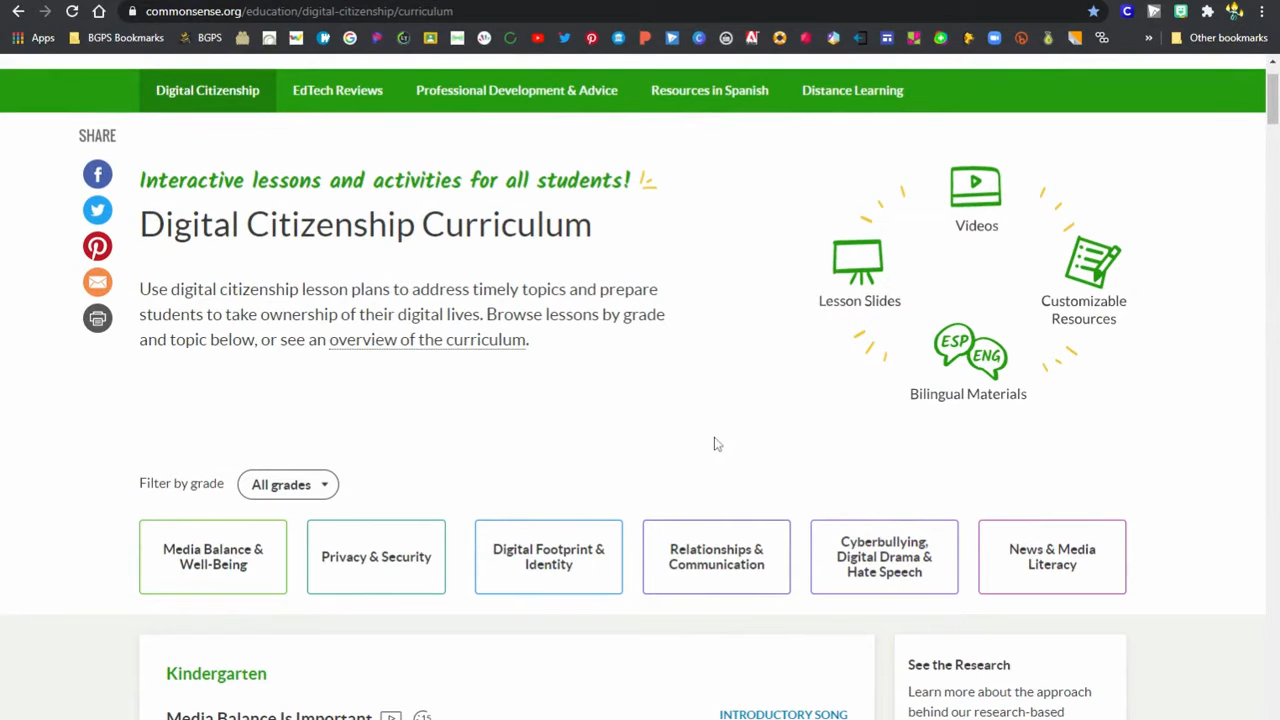 commonsense.org/education/digital-citizenship/curriculum
Apps
BGPS Bookmarks
BGPS
Other bookmarks
Digital Citizenship
EdTech Reviews
Professional Development & Advice
Resources in Spanish
Distance Learning
SHARE
Interactive lessons and activities for all students!
Digital Citizenship Curriculum
Use digital citizenship lesson plans to address timely topics and prepare
students to take ownership of their digital lives. Browse lessons by grade
and topic below, or see an overview of the curriculum.
Videos
Lesson Slides
Customizable
Resources
ESP
ENG
Bilingual Materials
Filter by grade
All grades
Media Balance &
Well-Being
Privacy & Security
Digital Footprint &
Identity
Relationships &
Communication
Cyberbullying,
Digital Drama &
Hate Speech
News & Media
Literacy
Kindergarten
Media Balance Is Important
15
INTRODUCTORY SONG
See the Research
Learn more about the approach
behind our research-based